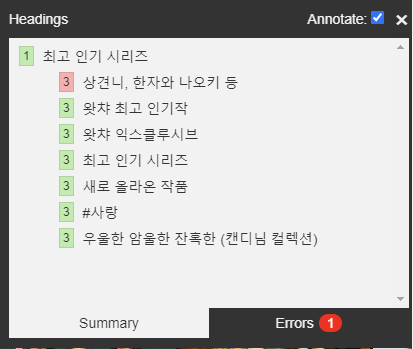 Headings Annotate: ×
1 최고 인기 시리즈
3 상견니, 한자와 나오키 등
3 왓챠 최고 인기작
3 왓챠 익스클루시브
3 최고 인기 시리즈
3 새로 올라온 작품
3 #사랑
3 우울한 암울한 잔혹한 (캔디님 컬렉션)
Summary Errors 1